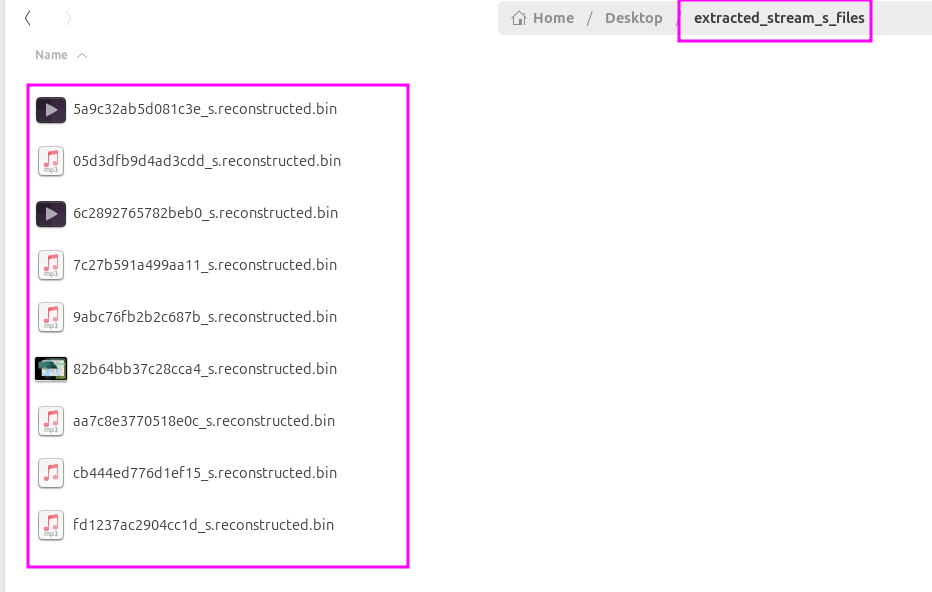 Home / Desktop / extracted_stream_s_files
Name
5a9c32ab5d081c3e_s.reconstructed.bin
05d3dfb9d4ad3cdd_s.reconstructed.bin
6c2892765782beb0_s.reconstructed.bin
7c27b591a499aa11_s.reconstructed.bin
9abc76fb2b2c687b_s.reconstructed.bin
82b64bb37c28cca4_s.reconstructed.bin
aa7c8e3770518e0c_s.reconstructed.bin
cb444ed776d1ef15_s.reconstructed.bin
fd1237ac2904cc1d_s.reconstructed.bin
mp3
mp3
mp3
mp3
mp3